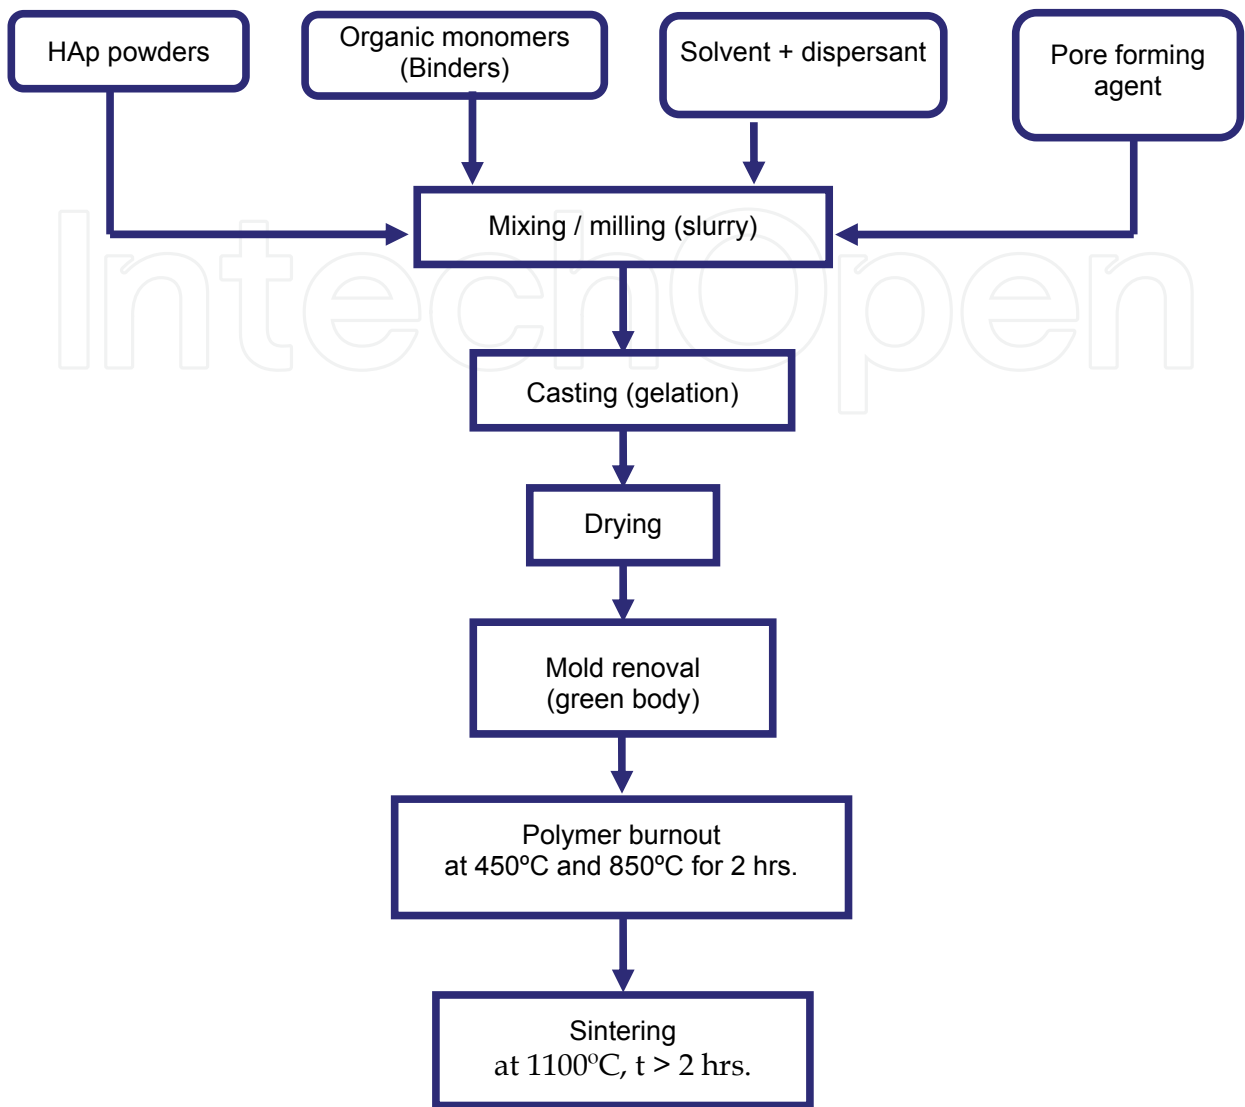 HAp powders
Organic monomers
(Binders)
Solvent + dispersant
Pore forming
agent
Mixing / milling (slurry)
IntechOpen
Casting (gelation)
Drying
Mold renoval
(green body)
Polymer burnout
at 450ºC and 850ºC for 2 hrs.
Sintering
at 1100ºC, t > 2 hrs.